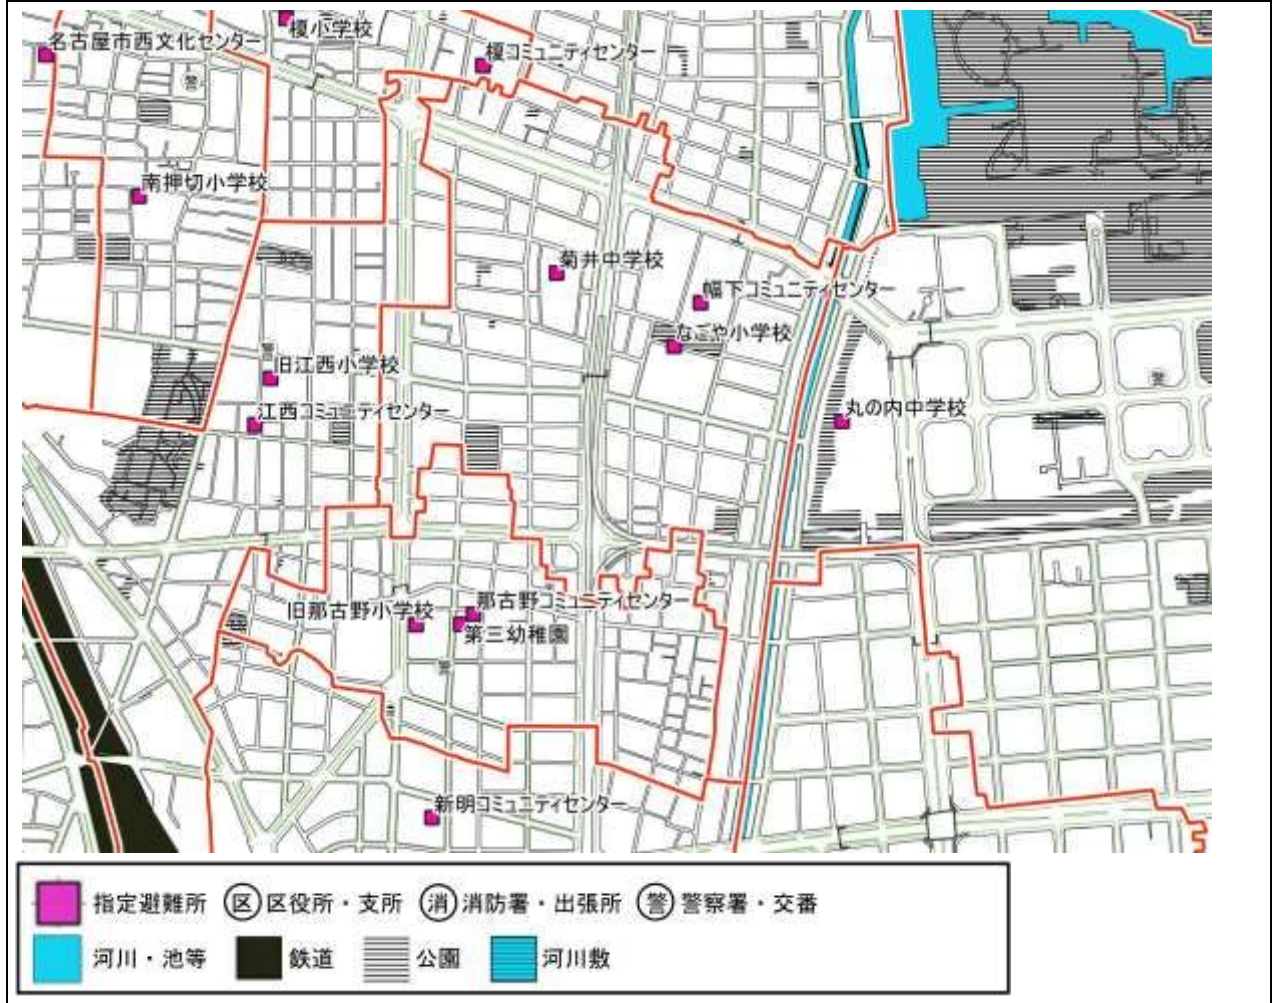 榎小学校
名古屋市西文化センター
榎コミュニティセンター
警
南押切小学校
菊井中学校
幅下コミュニティセンター
なごや小学校
旧江西小学校
警
丸の内中学校
江西コミュニティセンター
那古野コミュニティセンター
旧那古野小学校
第三幼稚園
新明コミュニティセンター
指定避難所 区 区役所・支所 消 消防署・出張所 警 警察署・交番
河川・池等 鉄道 公園 河川敷